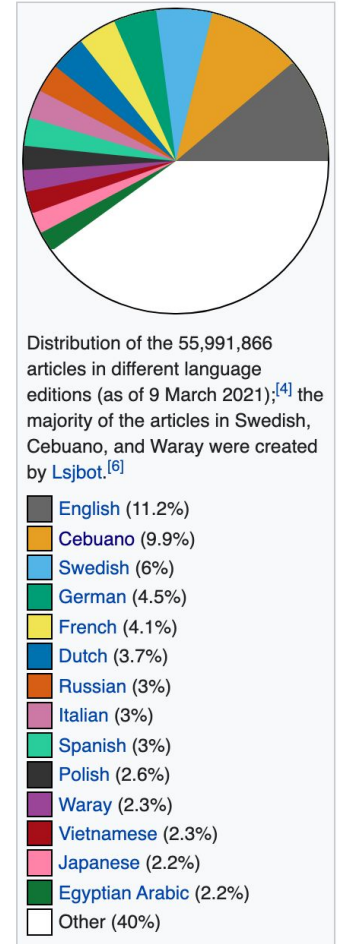 Distribution of the 55,991,866
articles in different language
editions (as of 9 March 2021);[4] the
majority of the articles in Swedish,
Cebuano, and Waray were created
by Lsjbot.[6]
English (11.2%)
Cebuano (9.9%)
Swedish (6%)
German (4.5%)
French (4.1%)
Dutch (3.7%)
Russian (3%)
Italian (3%)
Spanish (3%)
Polish (2.6%)
Waray (2.3%)
Vietnamese (2.3%)
Japanese (2.2%)
Egyptian Arabic (2.2%)
Other (40%)